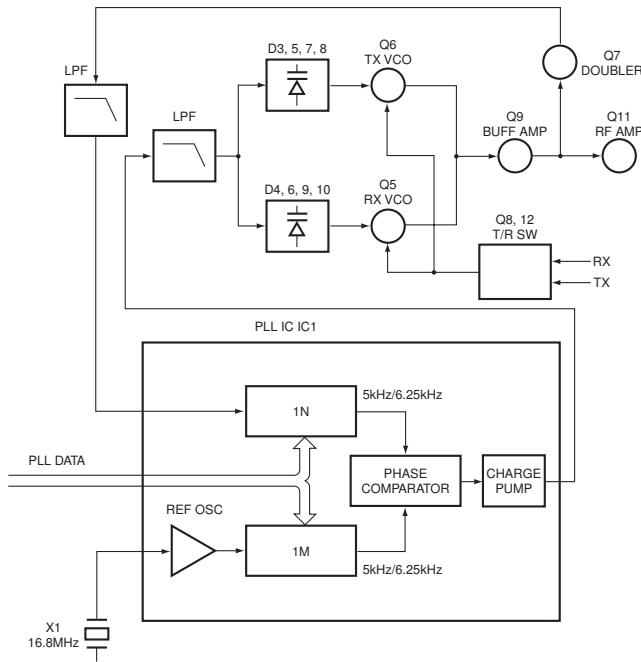 Q6
TX VCO
Q7
DOUBLER
D3, 5, 7, 8
LPF
LPF
Q9
BUFF AMP
Q11
RF AMP
D4, 6, 9, 10
Q5
RX VCO
Q8, 12
T/R SW
RX
TX
PLL IC IC1
1N
5kHz/6.25kHz
PLL DATA
PHASE
COMPARATOR
CHARGE
PUMP
REF OSC
1M
5kHz/6.25kHz
X1
16.8MHz